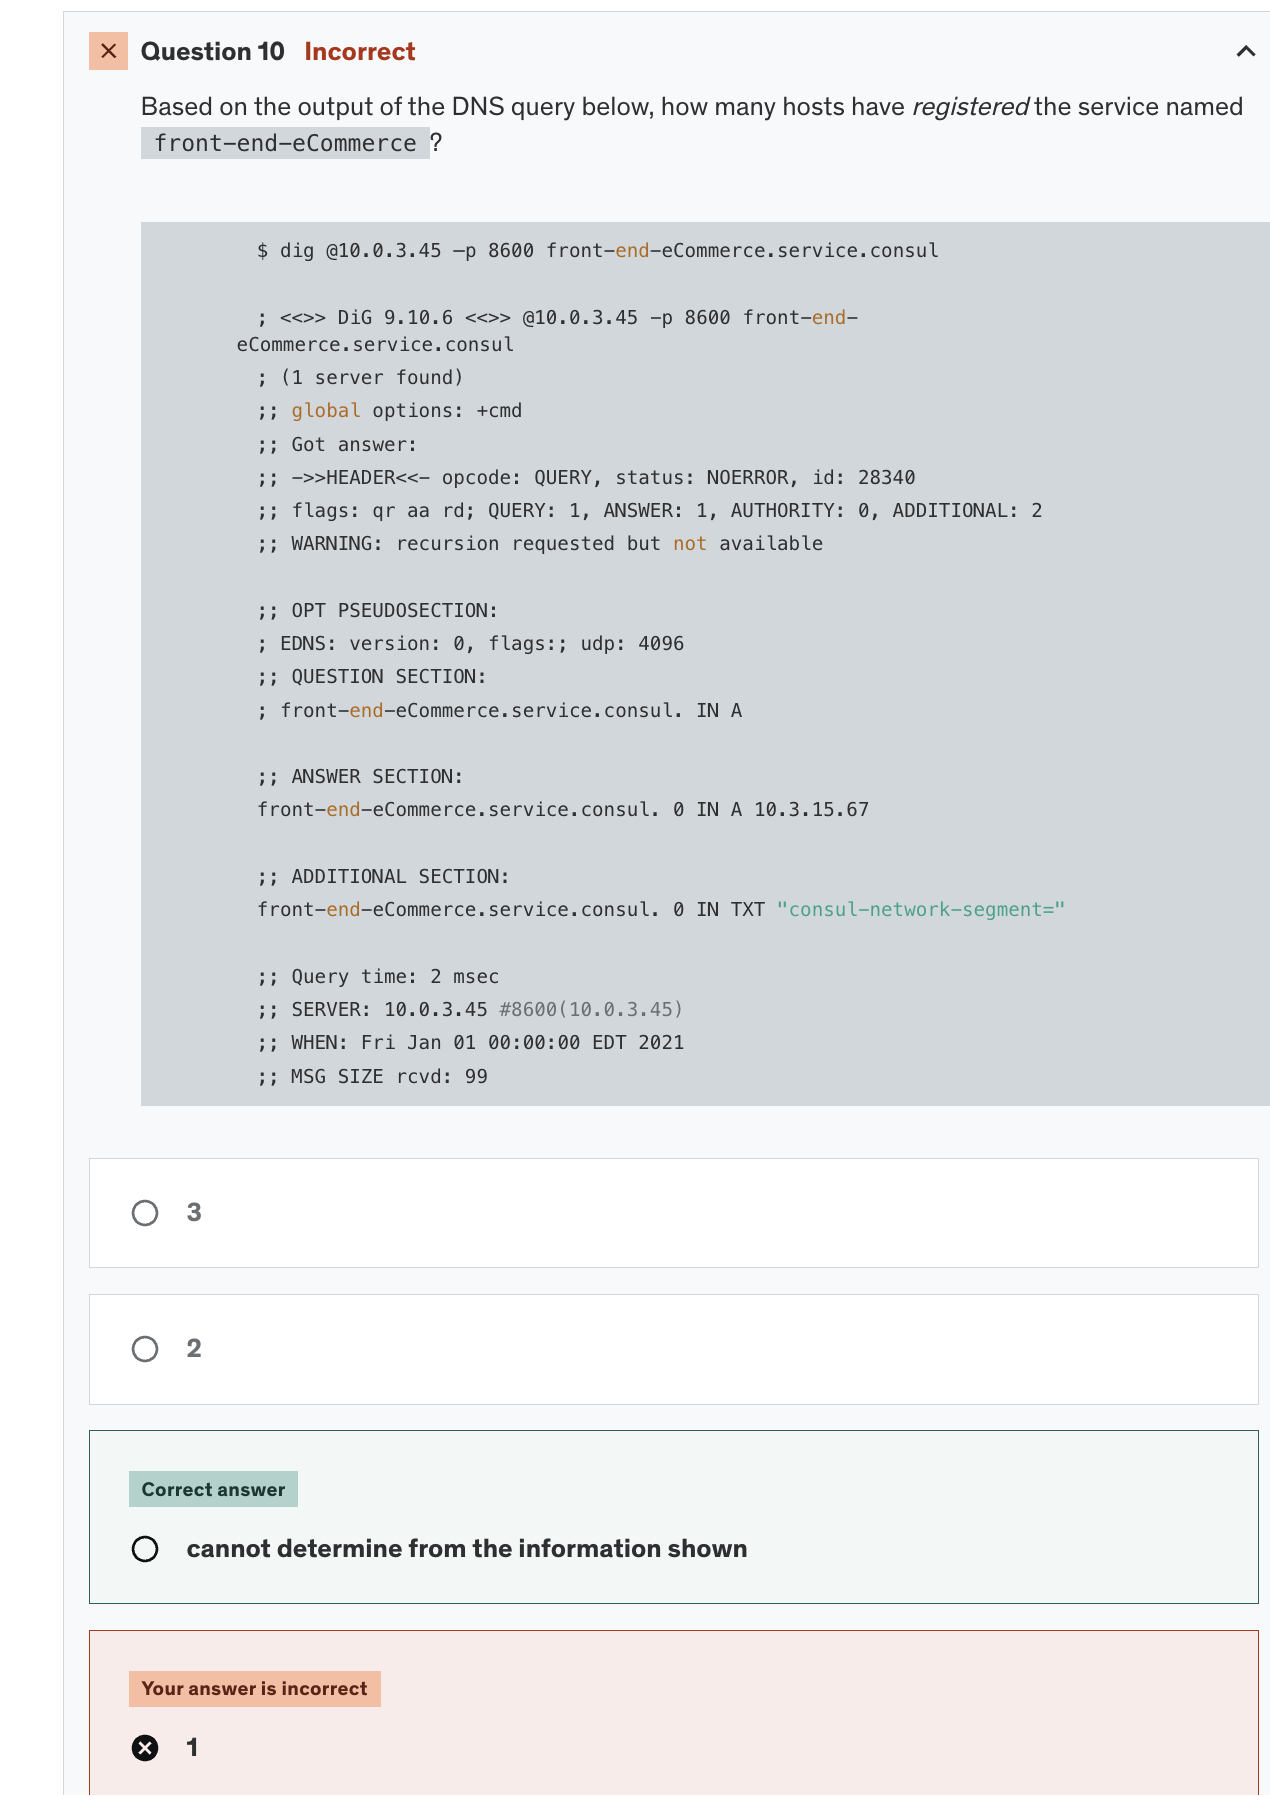 Question 10 Incorrect
Based on the output of the DNS query below, how many hosts have registered the service named
front-end-eCommerce ?
$ dig @10.0.3.45 -p 8600 front-end-eCommerce.service.consul
; <<>> DiG 9.10.6 <<>> @10.0.3.45 -p 8600 front-end-
eCommerce.service.consul
; (1 server found)
;; global options: +cmd
;; Got answer:
;; ->>HEADER<<- opcode: QUERY, status: NOERROR, id: 28340
;; flags: qr aa rd; QUERY: 1, ANSWER: 1, AUTHORITY: 0, ADDITIONAL: 2
;; WARNING: recursion requested but not available
;; OPT PSEUDOSECTION:
; EDNS: version: 0, flags:; udp: 4096
;; QUESTION SECTION:
; front-end-eCommerce.service.consul. IN A
;; ANSWER SECTION:
front-end-eCommerce.service.consul. 0 IN A 10.3.15.67
;; ADDITIONAL SECTION:
front-end-eCommerce.service.consul. 0 IN TXT "consul-network-segment="
;; Query time: 2 msec
;; SERVER: 10.0.3.45 #8600(10.0.3.45)
;; WHEN: Fri Jan 01 00:00:00 EDT 2021
;; MSG SIZE rcvd: 99
3
2
Correct answer
cannot determine from the information shown
Your answer is incorrect
1